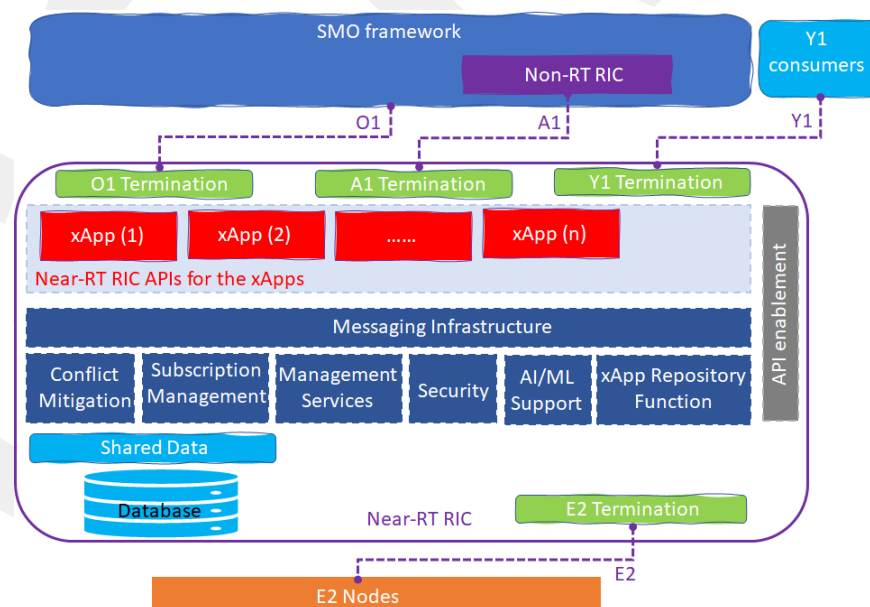 SMO framework
Non-RT RIC
Y1
consumers
O1
A1
Y1
O1 Termination
A1 Termination
Y1 Termination
xApp (1)
xApp (2)
......
xApp (n)
Near-RT RIC APIs for the xApps
API enablement
Messaging Infrastructure
Conflict
Mitigation
Subscription
Management
Management
Services
Security
AI/ML
Support
xApp Repository
Function
Shared Data
Database
Near-RT RIC
E2 Termination
E2
E2 Nodes